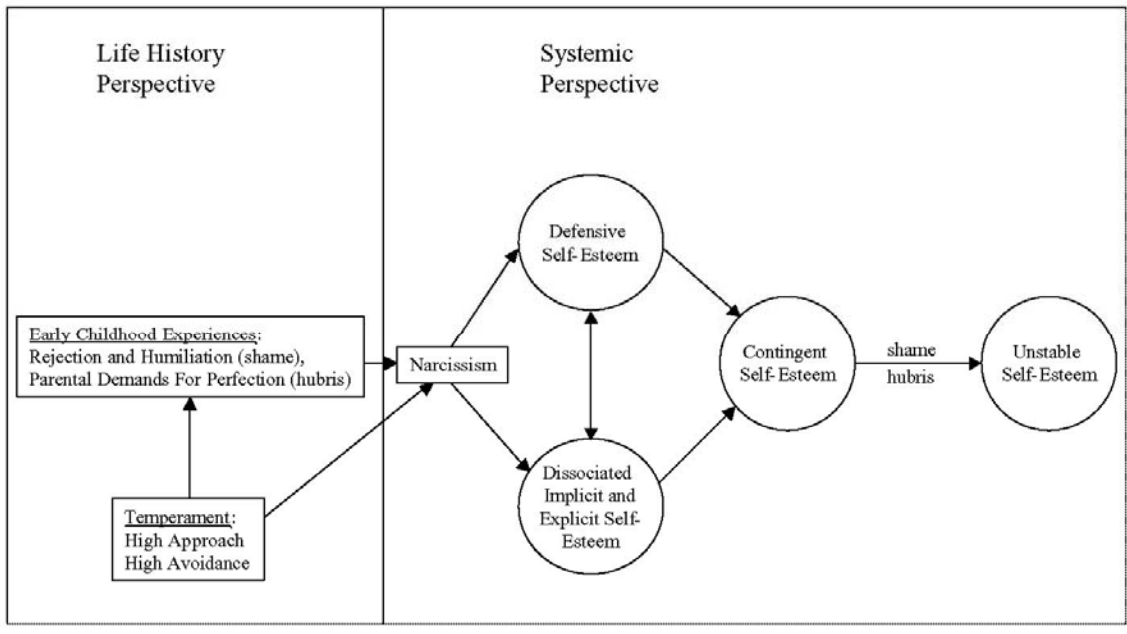 Life History
Perspective
Systemic
Perspective
Defensive
Self-Esteem
Early Childhood Experiences:
Rejection and Humiliation (shame),
Parental Demands For Perfection (hubris)
Narcissism
Contingent
Self-Esteem
shame
hubris
Unstable
Self-Esteem
Dissociated
Implicit and
Explicit Self-
Esteem
Temperament:
High Approach
High Avoidance